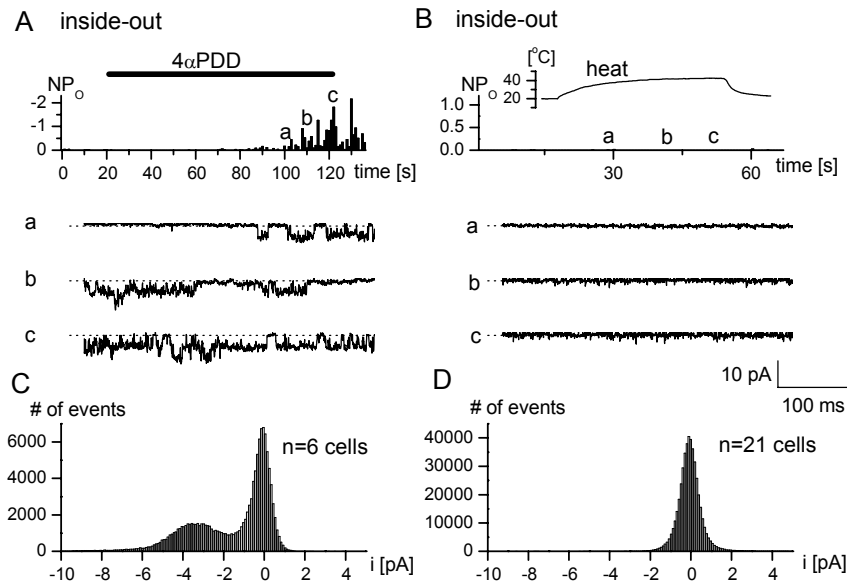 A inside-out
4αPDD
NPO
-2
-1
0
a b c
0 20 40 60 80 100 120 time [s]
a
b
c
B inside-out
[°C]
40
20
heat
NPO
1.0
0.5
0.0
a b c
30 60
time [s]
a
b
c
10 pA
100 ms
C
# of events
n=6 cells
6000
4000
2000
0
-10 -8 -6 -4 -2 0 2 4 i [pA]
D
# of events
n=21 cells
40000
30000
20000
10000
0
-10 -8 -6 -4 -2 0 2 4 i [pA]